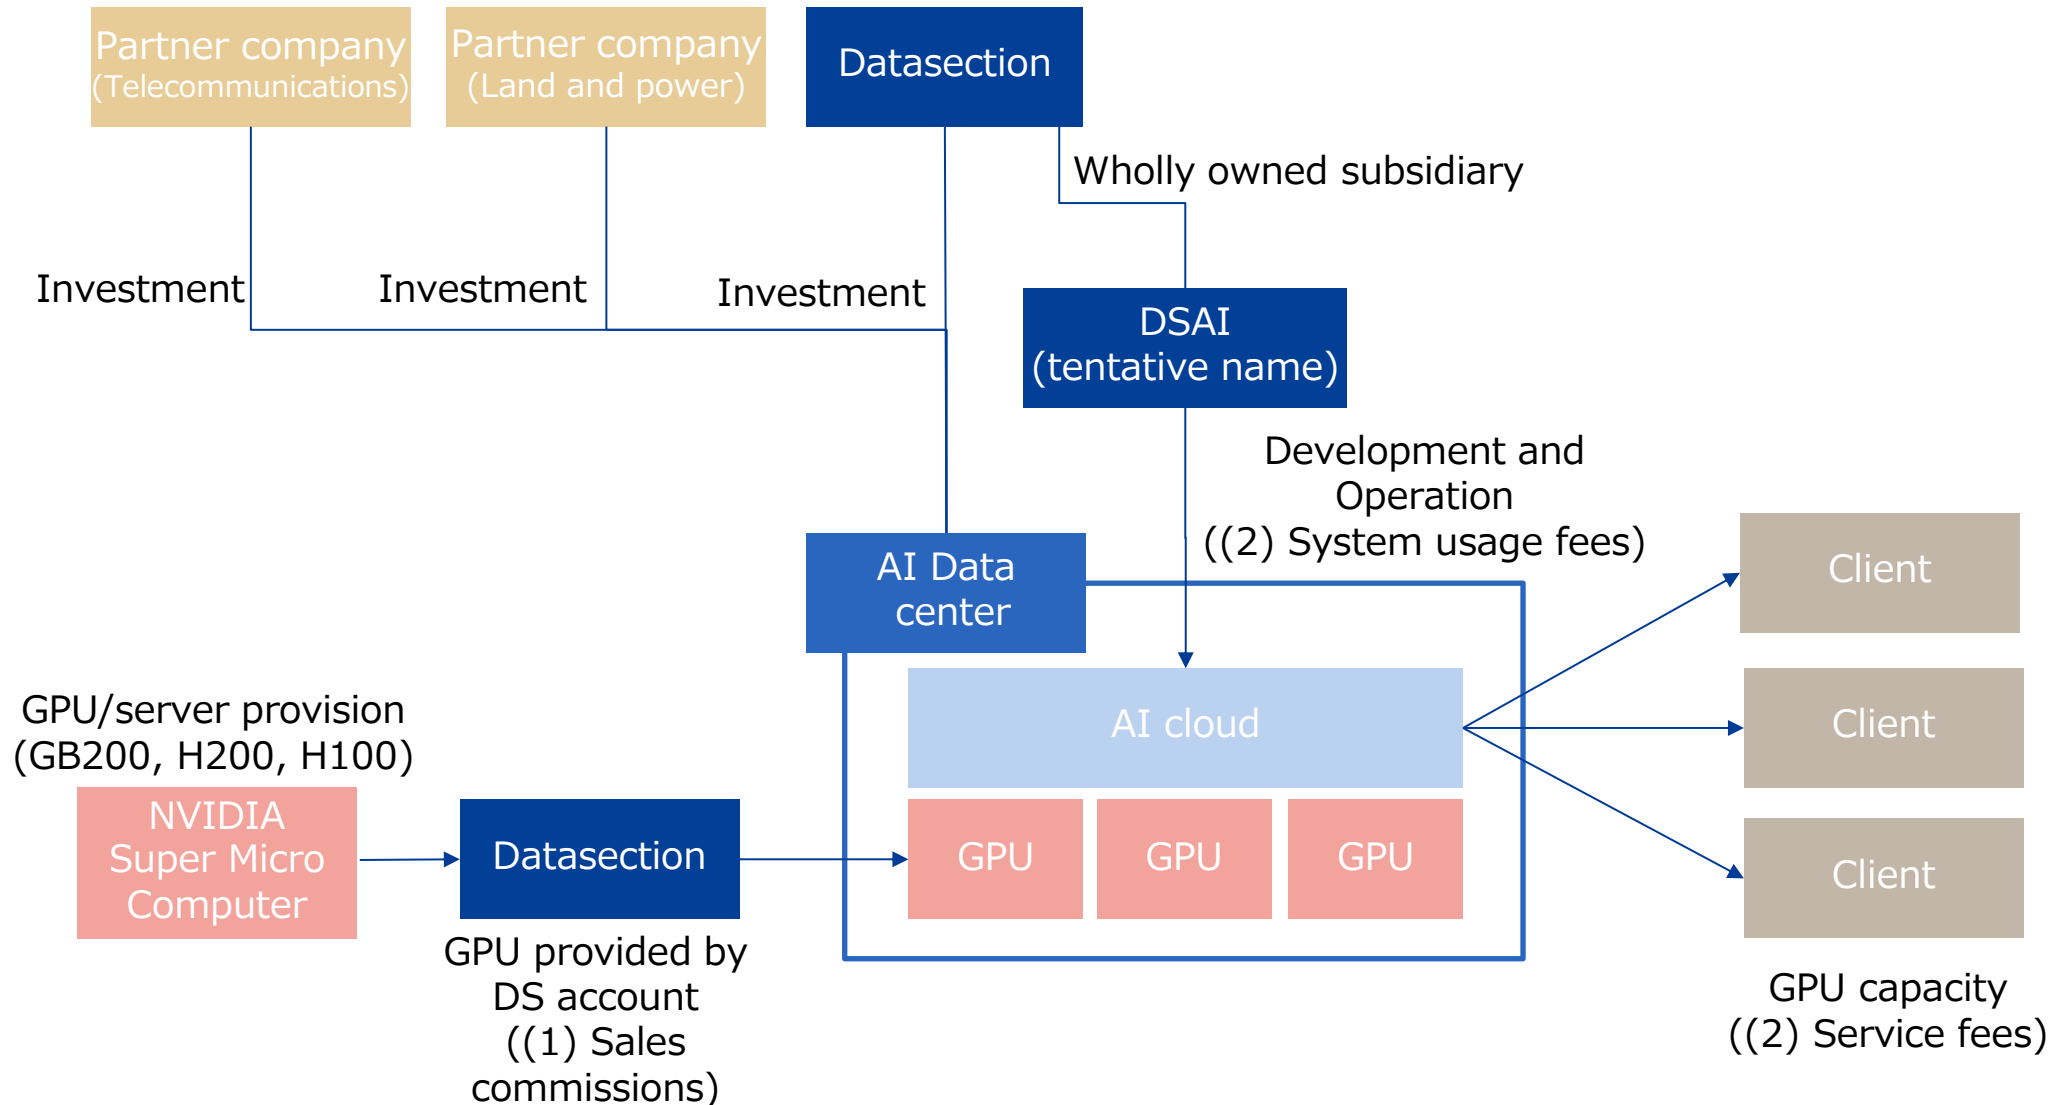 Partner company
(Telecommunications)
Partner company
(Land and power)
Datasection
Wholly owned subsidiary
Investment
Investment
Investment
DSAI
(tentative name)
Development and
Operation
((2) System usage fees)
AI Data
center
AI cloud
GPU/server provision
(GB200, H200, H100)
NVIDIA
Super Micro
Computer
Datasection
GPU
GPU
GPU
GPU provided by
DS account
((1) Sales
commissions)
Client
Client
Client
GPU capacity
((2) Service fees)